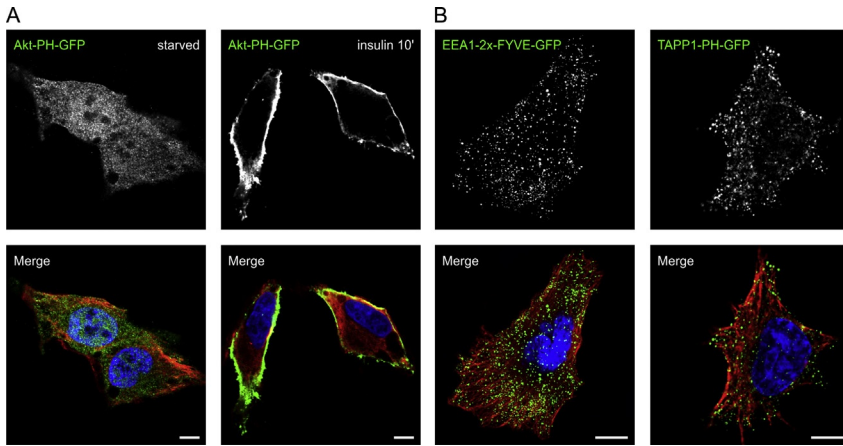 A
B
Akt-PH-GFP
starved
Akt-PH-GFP
insulin 10'
EEA1-2x-FYVE-GFP
TAPP1-PH-GFP
Merge
Merge
Merge
Merge